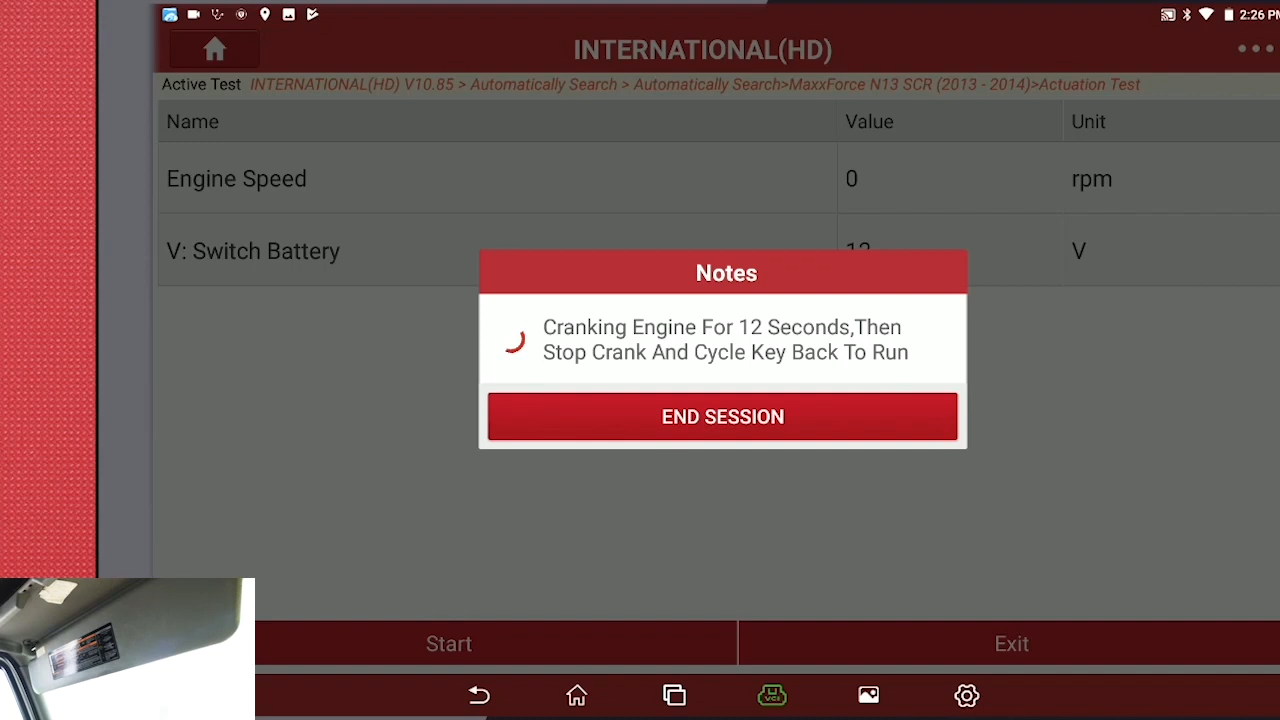 2:26 PM
INTERNATIONAL(HD)
Active Test INTERNATIONAL(HD) V10.85 > Automatically Search > Automatically Search>MaxxForce N13 SCR (2013 - 2014)>Actuation Test
Name Value Unit
Engine Speed 0 rpm
V: Switch Battery 12 V
Notes
Cranking Engine For 12 Seconds,Then
Stop Crank And Cycle Key Back To Run
END SESSION
Start Exit
VCI